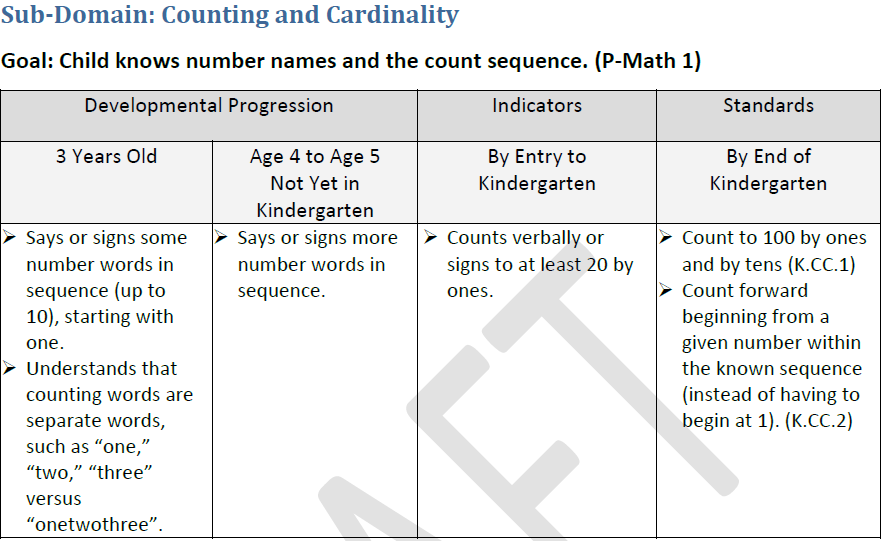 Sub-Domain: Counting and Cardinality
Goal: Child knows number names and the count sequence. (P-Math 1)
Developmental Progression
Indicators
Standards
3 Years Old
Age 4 to Age 5
Not Yet in
Kindergarten
By Entry to
Kindergarten
By End of
Kindergarten
➢ Says or signs some
number words in
sequence (up to
10), starting with
one.
➢ Understands that
counting words are
separate words,
such as “one,”
“two,” “three”
versus
“onetwothree”.
➢ Says or signs more
number words in
sequence.
➢ Counts verbally or
signs to at least 20 by
ones.
➢ Count to 100 by ones
and by tens (K.CC.1)
➢ Count forward
beginning from a
given number within
the known sequence
(instead of having to
begin at 1). (K.CC.2)
AFT